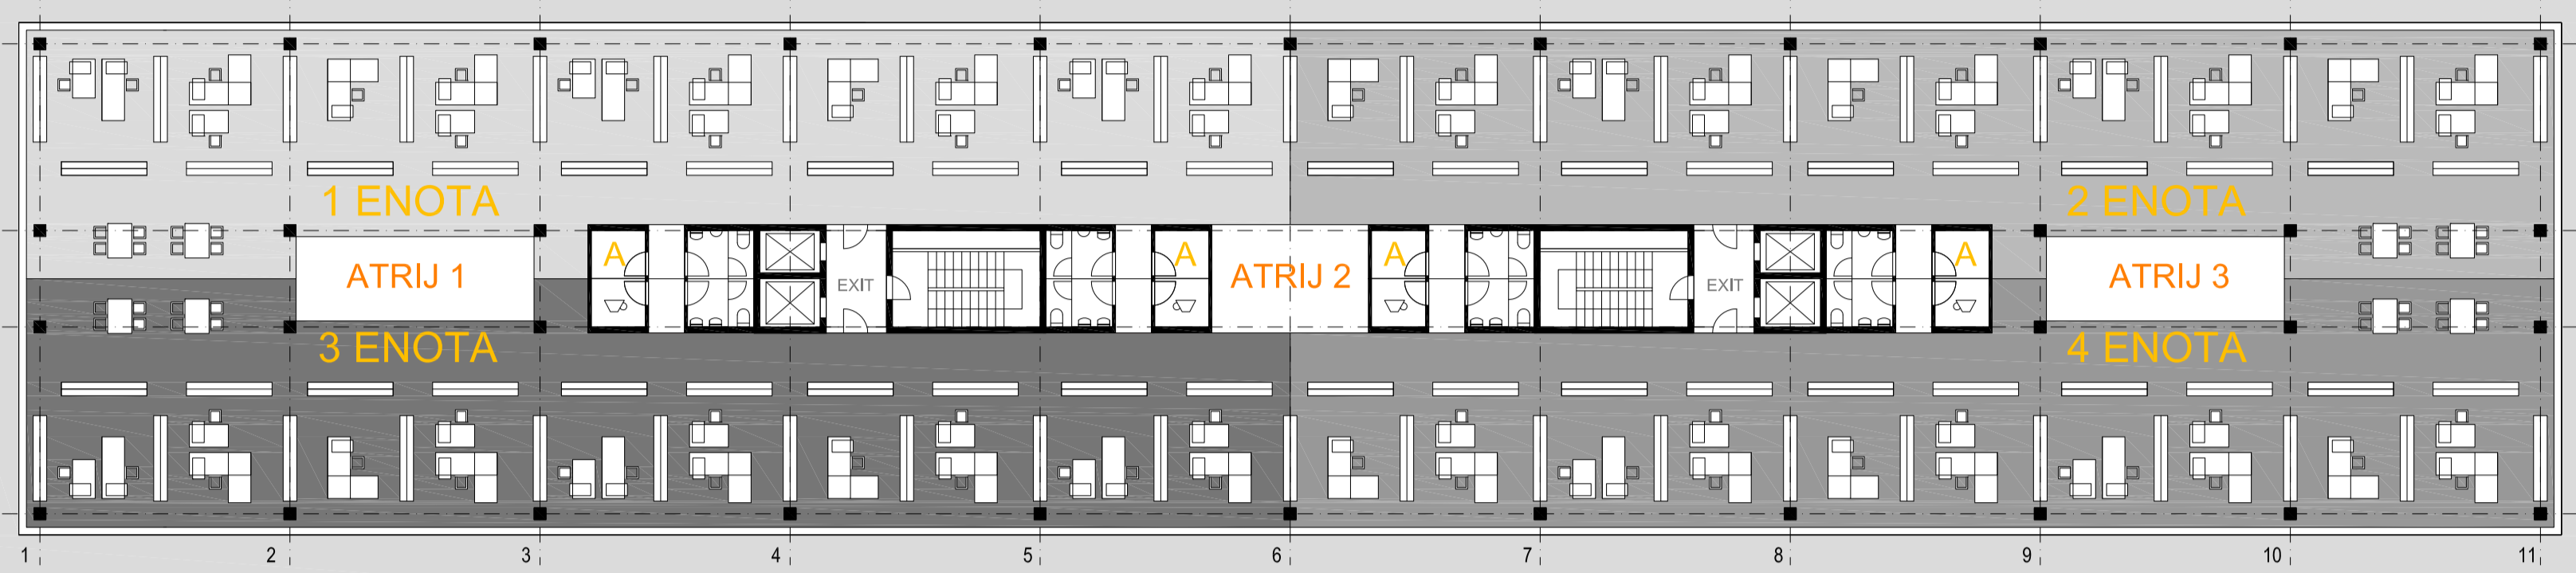 1 ENOTA
2 ENOTA
A
A
A
A
ATRIJ 1
EXIT
ATRIJ 2
EXIT
ATRIJ 3
3 ENOTA
4 ENOTA
1
2
3
4
5
6
7
8
9
10
11